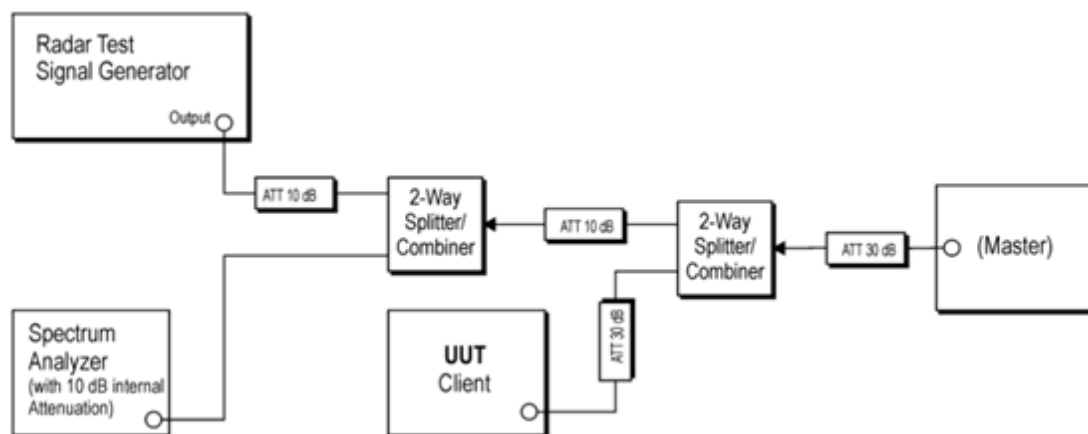 Radar Test
Signal Generator
Output
ATT 10 dB
2-Way
Splitter/
Combiner
ATT 10 dB
2-Way
Splitter/
Combiner
ATT 30 dB
(Master)
Spectrum
Analyzer
(with 10 dB internal
Attenuation)
UUT
Client
ATT 30 dB